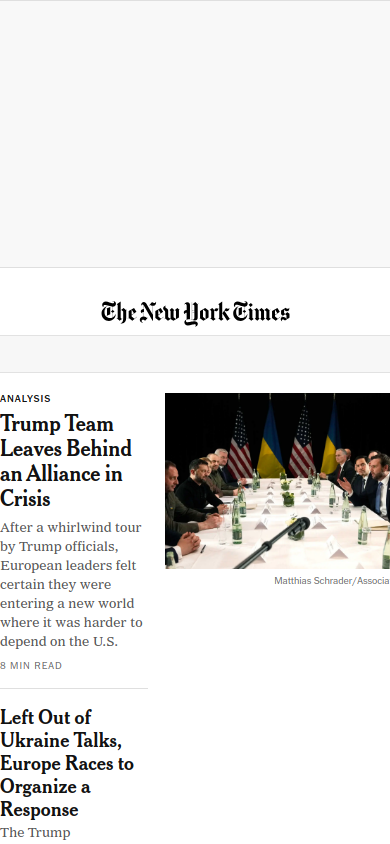 The New York Times
ANALYSIS
Trump Team
Leaves Behind
an Alliance in
Crisis
After a whirlwind tour
by Trump officials,
European leaders felt
certain they were
entering a new world
where it was harder to
depend on the U.S.
8 MIN READ
Matthias Schrader/Associa
Left Out of
Ukraine Talks,
Europe Races to
Organize a
Response
The Trump